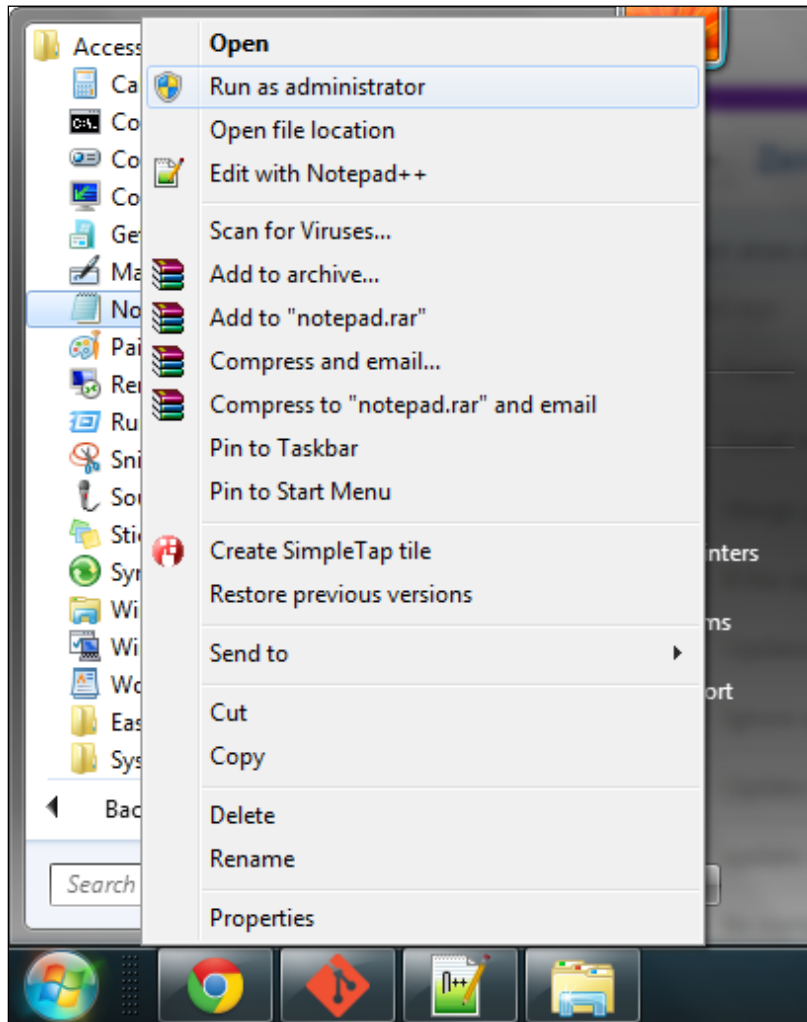 Access
Ca
Co
Co
Co
Ge
Ma
No
Pai
Re
Ru
Sni
Sou
Stic
Syn
Wi
Wi
Wo
Eas
Sys
Bac
Search
Open
Run as administrator
Open file location
Edit with Notepad++
Scan for Viruses...
Add to archive...
Add to "notepad.rar"
Compress and email...
Compress to "notepad.rar" and email
Pin to Taskbar
Pin to Start Menu
Create SimpleTap tile
Restore previous versions
Send to
Cut
Copy
Delete
Rename
Properties
inters
ms
ort